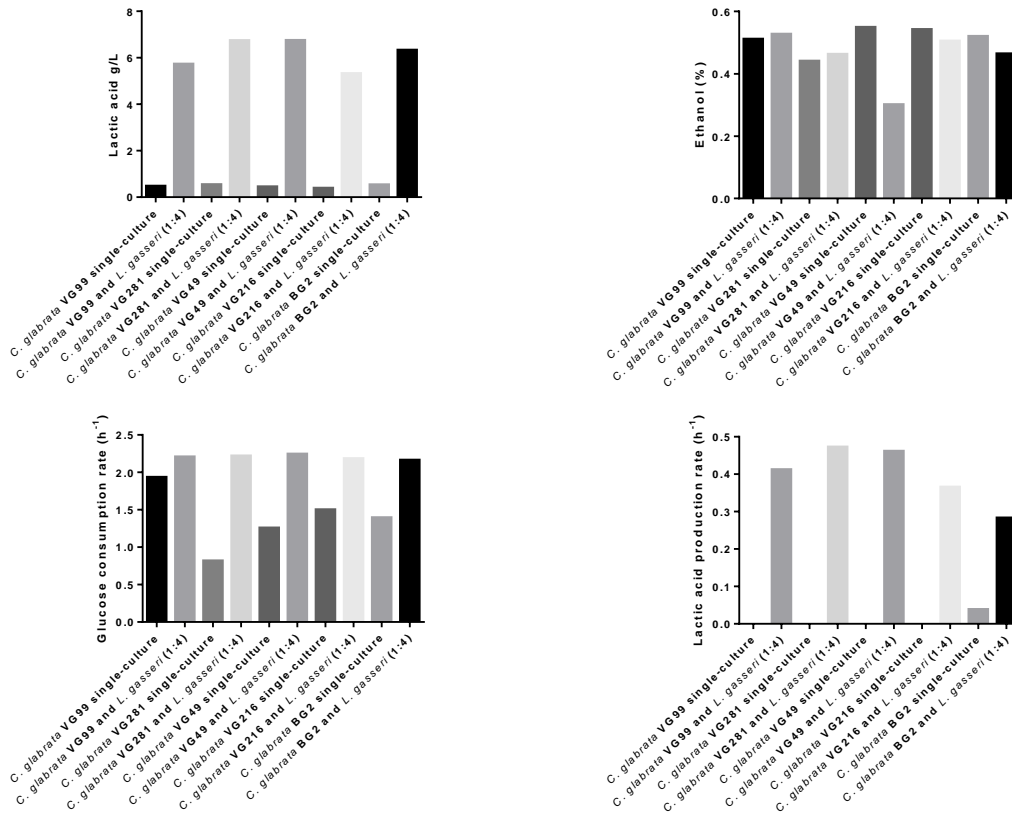 Lactic acid g/L
8
6
4
2
0
C. glabrata VG99 single-culture
C. glabrata VG99 and L. gasseri (1:4)
C. glabrata VG281 single-culture
C. glabrata VG281 and L. gasseri (1:4)
C. glabrata VG49 single-culture
C. glabrata VG49 and L. gasseri (1:4)
C. glabrata VG216 single-culture
C. glabrata VG216 and L. gasseri (1:4)
C. glabrata BG2 single-culture
C. glabrata BG2 and L. gasseri (1:4)
Ethanol (%)
0.6
0.4
0.2
0.0
C. glabrata VG99 single-culture
C. glabrata VG99 and L. gasseri (1:4)
C. glabrata VG281 single-culture
C. glabrata VG281 and L. gasseri (1:4)
C. glabrata VG49 single-culture
C. glabrata VG49 and L. gasseri (1:4)
C. glabrata VG216 single-culture
C. glabrata VG216 and L. gasseri (1:4)
C. glabrata BG2 single-culture
C. glabrata BG2 and L. gasseri (1:4)
Glucose consumption rate (h⁻¹)
2.5
2.0
1.5
1.0
0.5
0.0
C. glabrata VG99 single-culture
C. glabrata VG99 and L. gasseri (1:4)
C. glabrata VG281 single-culture
C. glabrata VG281 and L. gasseri (1:4)
C. glabrata VG49 single-culture
C. glabrata VG49 and L. gasseri (1:4)
C. glabrata VG216 single-culture
C. glabrata VG216 and L. gasseri (1:4)
C. glabrata BG2 single-culture
C. glabrata BG2 and L. gasseri (1:4)
Lactic acid production rate (h⁻¹)
0.5
0.4
0.3
0.2
0.1
0.0
C. glabrata VG99 single-culture
C. glabrata VG99 and L. gasseri (1:4)
C. glabrata VG281 single-culture
C. glabrata VG281 and L. gasseri (1:4)
C. glabrata VG49 single-culture
C. glabrata VG49 and L. gasseri (1:4)
C. glabrata VG216 single-culture
C. glabrata VG216 and L. gasseri (1:4)
C. glabrata BG2 single-culture
C. glabrata BG2 and L. gasseri (1:4)